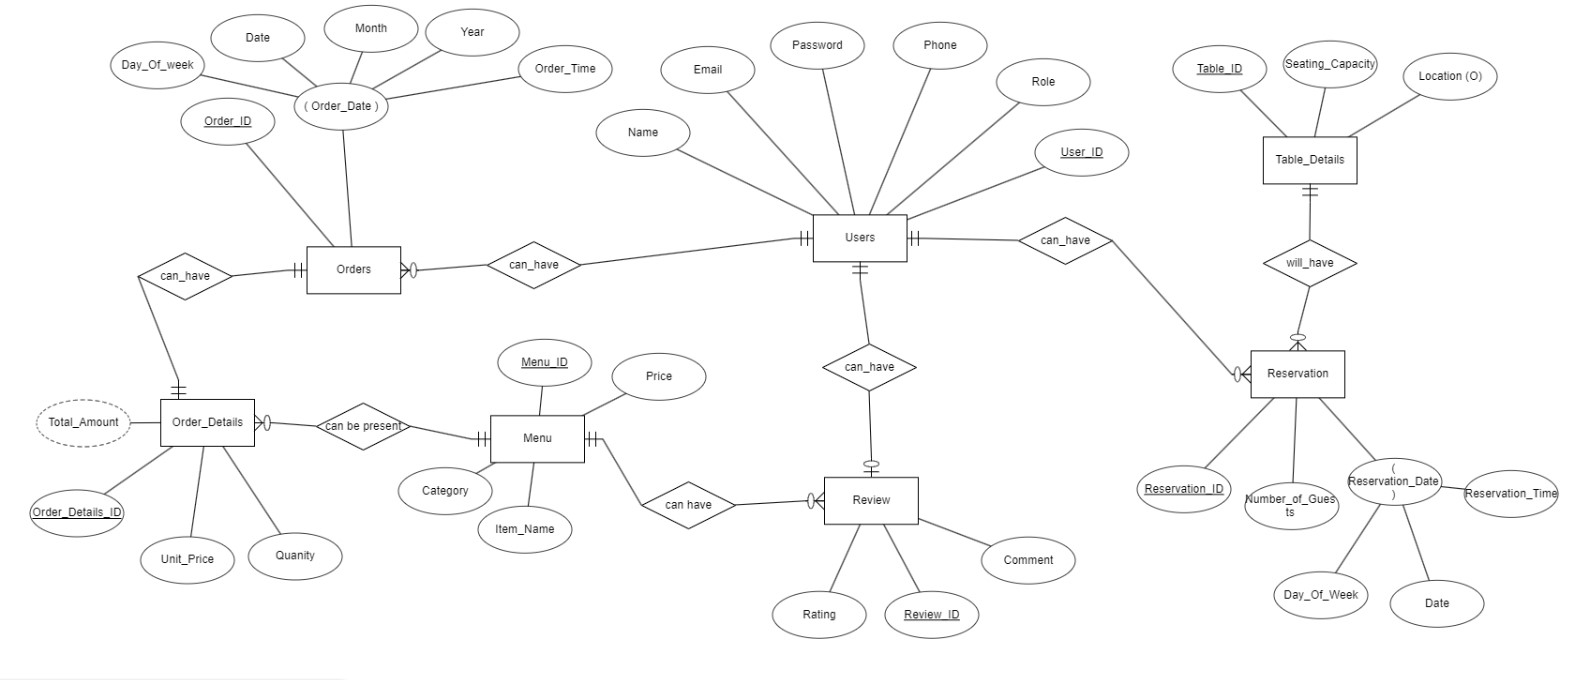 Day_Of_week
Date
Month
Year
Order_Time
( Order_Date )
Order_ID
Name
Email
Password
Phone
Role
User_ID
Table_ID
Seating_Capacity
Location (O)
Table_Details
can_have
Orders
can_have
Users
can_have
will_have
can_have
Reservation
Total_Amount
Order_Details
can be present
Menu_ID
Price
Menu
Category
Item_Name
can have
Review
Order_Details_ID
Unit_Price
Quanity
Rating
Review_ID
Comment
Reservation_ID
Number_of_Gues
ts
(
Reservation_Date
)
Reservation_Time
Day_Of_Week
Date